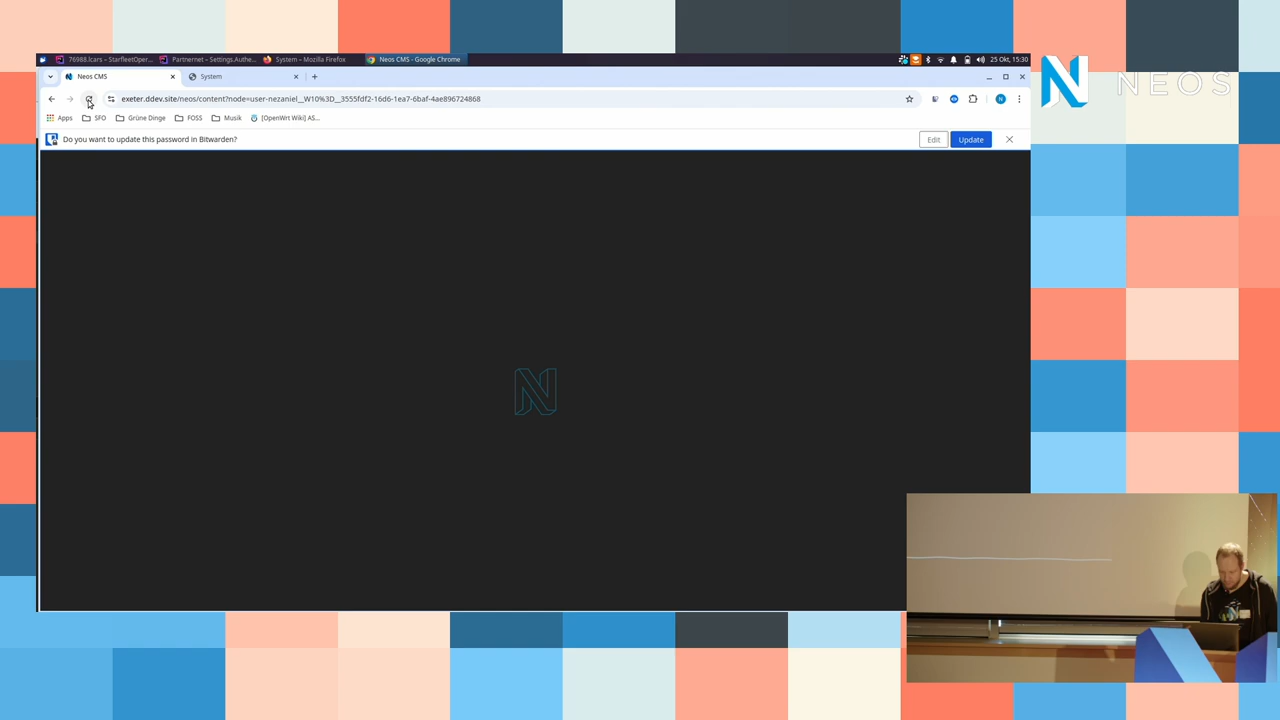 76988.lcars – StarfleetOper...
Partnernet – Settings.Authe...
System – Mozilla Firefox
Neos CMS - Google Chrome
25 Okt, 15:30
Neos CMS
System
exeter.ddev.site/neos/content?node=user-nezaniel__W10%3D__3555fdf2-16d6-1ea7-6baf-4ae896724868
Apps
SFO
Grüne Dinge
FOSS
Musik
[OpenWrt Wiki] AS...
Do you want to update this password in Bitwarden?
Edit
Update
N
NEOS